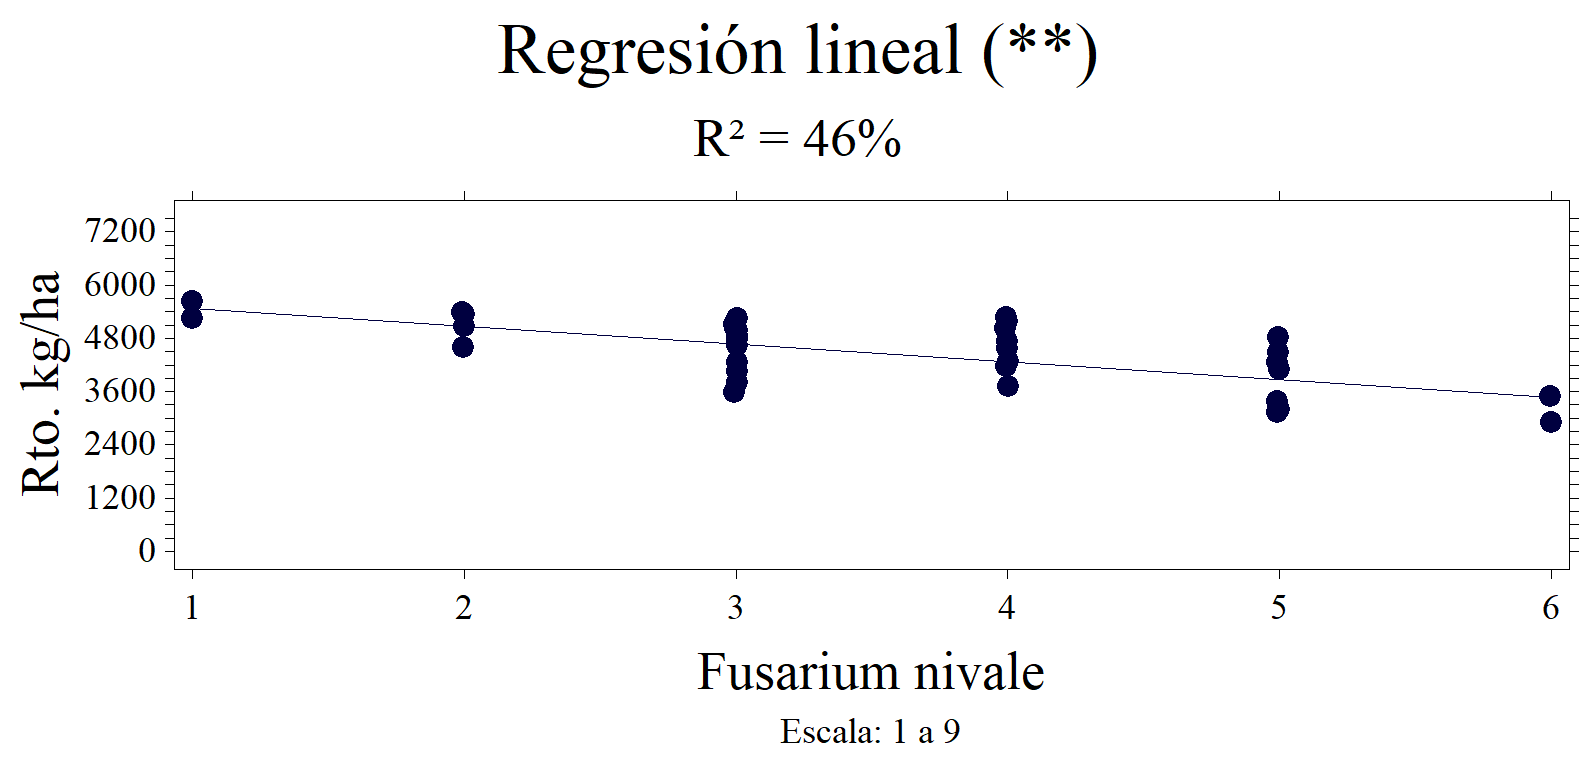 Regresión lineal (**)
R² = 46%
Rto. kg/ha
7200
6000
4800
3600
2400
1200
0
1 2 3 4 5 6
Fusarium nivale
Escala: 1 a 9